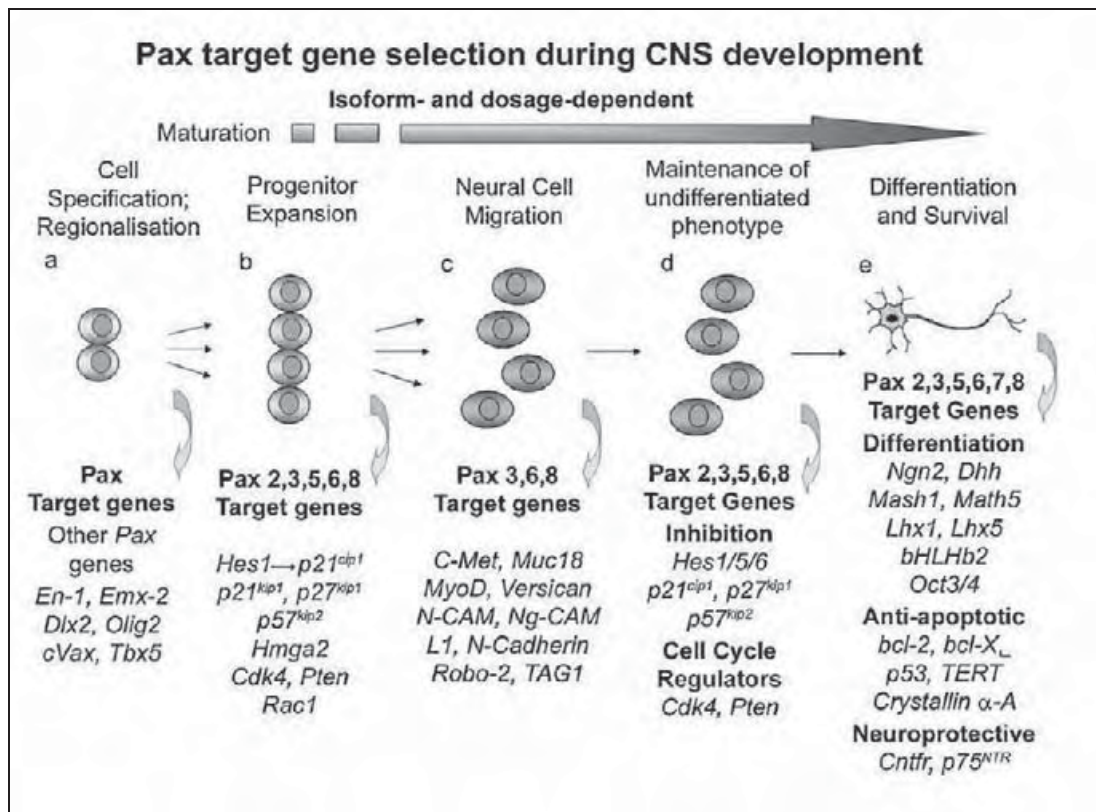 Pax target gene selection during CNS development
Isoform- and dosage-dependent
Maturation
Cell
Specification;
Regionalisation
a
Pax
Target genes
Other Pax
genes
En-1, Emx-2
Dlx2, Olig2
cVax, Tbx5
Progenitor
Expansion
b
Pax 2,3,5,6,8
Target genes
Hes1→p21cip1
p21kip1, p27kip1
p57kip2
Hmga2
Cdk4, Pten
Rac1
Neural Cell
Migration
c
Pax 3,6,8
Target genes
C-Met, Muc18
MyoD, Versican
N-CAM, Ng-CAM
L1, N-Cadherin
Robo-2, TAG1
Maintenance of
undifferentiated
phenotype
d
Pax 2,3,5,6,8
Target Genes
Inhibition
Hes1/5/6
p21cip1, p27kip1
p57kip2
Cell Cycle
Regulators
Cdk4, Pten
Differentiation
and Survival
e
Pax 2,3,5,6,7,8
Target Genes
Differentiation
Ngn2, Dhh
Mash1, Math5
Lhx1, Lhx5
bHLHb2
Oct3/4
Anti-apoptotic
bcl-2, bcl-XL
p53, TERT
Crystallin α-A
Neuroprotective
Cntfr, p75NTR